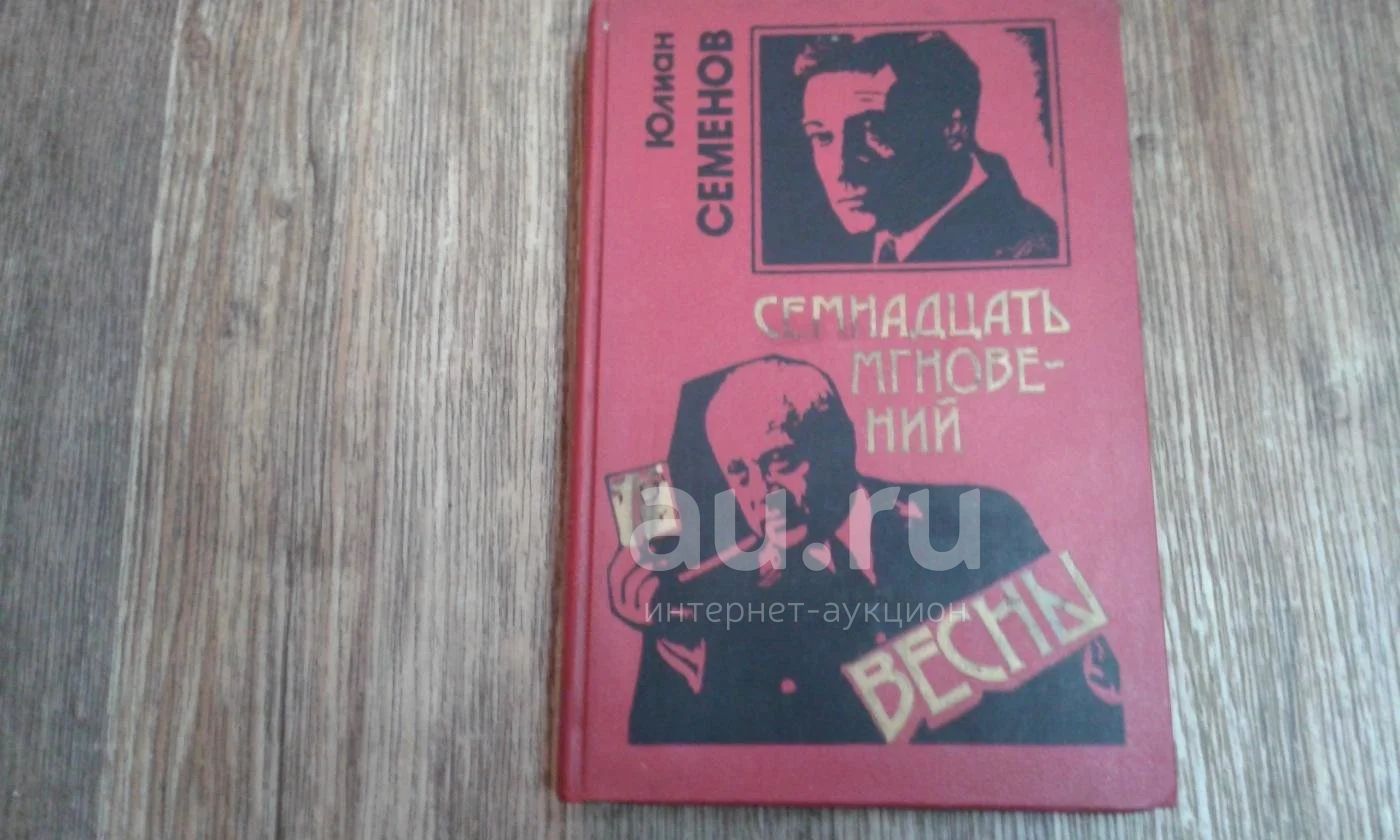 Юлиан
СЕМЕНОВ
СЕМНАДЦАТЬ
МГНОВЕ-
НИЙ
ВЕСНЫ
au.ru
интернет-аукцион